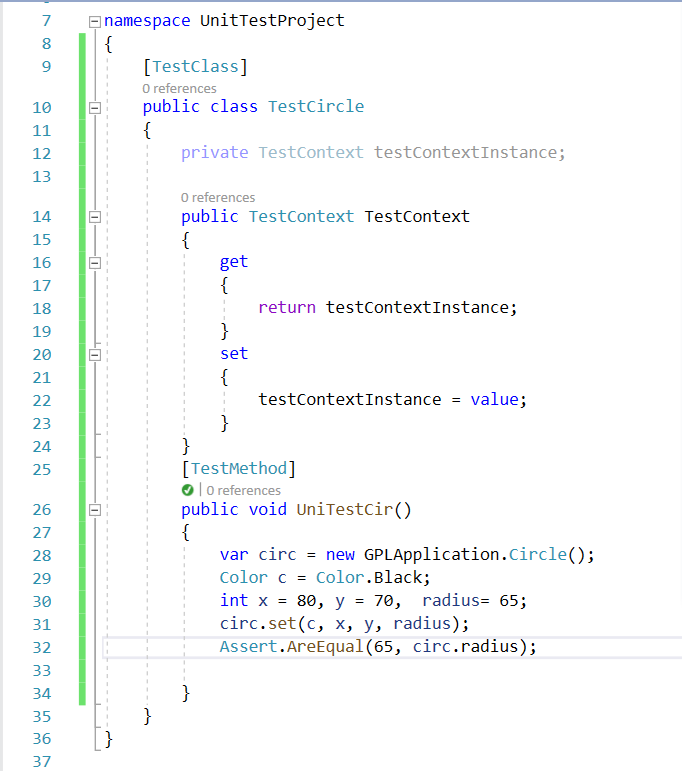 7 namespace UnitTestProject
8 {
9 [TestClass]
0 references
10 public class TestCircle
11 {
12 private TestContext testContextInstance;
13
0 references
14 public TestContext TestContext
15 {
16 get
17 {
18 return testContextInstance;
19 }
20 set
21 {
22 testContextInstance = value;
23 }
24 }
25 [TestMethod]
| 0 references
26 public void UniTestCir()
27 {
28 var circ = new GPLApplication.Circle();
29 Color c = Color.Black;
30 int x = 80, y = 70,  radius= 65;
31 circ.set(c, x, y, radius);
32 Assert.AreEqual(65, circ.radius);
33
34 }
35 }
36 }
37